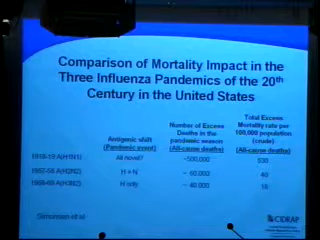 Comparison of Mortality Impact in the
Three Influenza Pandemics of the 20th
Century in the United States
Antigenic shift
(Pandemic event)
Number of Excess
Deaths in the
pandemic season
(All-cause deaths)
Total Excess
Mortality rate per
100,000 population
(crude)
(All-cause deaths)
1918-19 A(H1N1) All novel? ~500,000 530
1957-58 A(H2N2) H + N ~ 60,000 40
1968-69 A(H3N2) H only ~ 40,000 18
Simonsen et al
CIDRAP